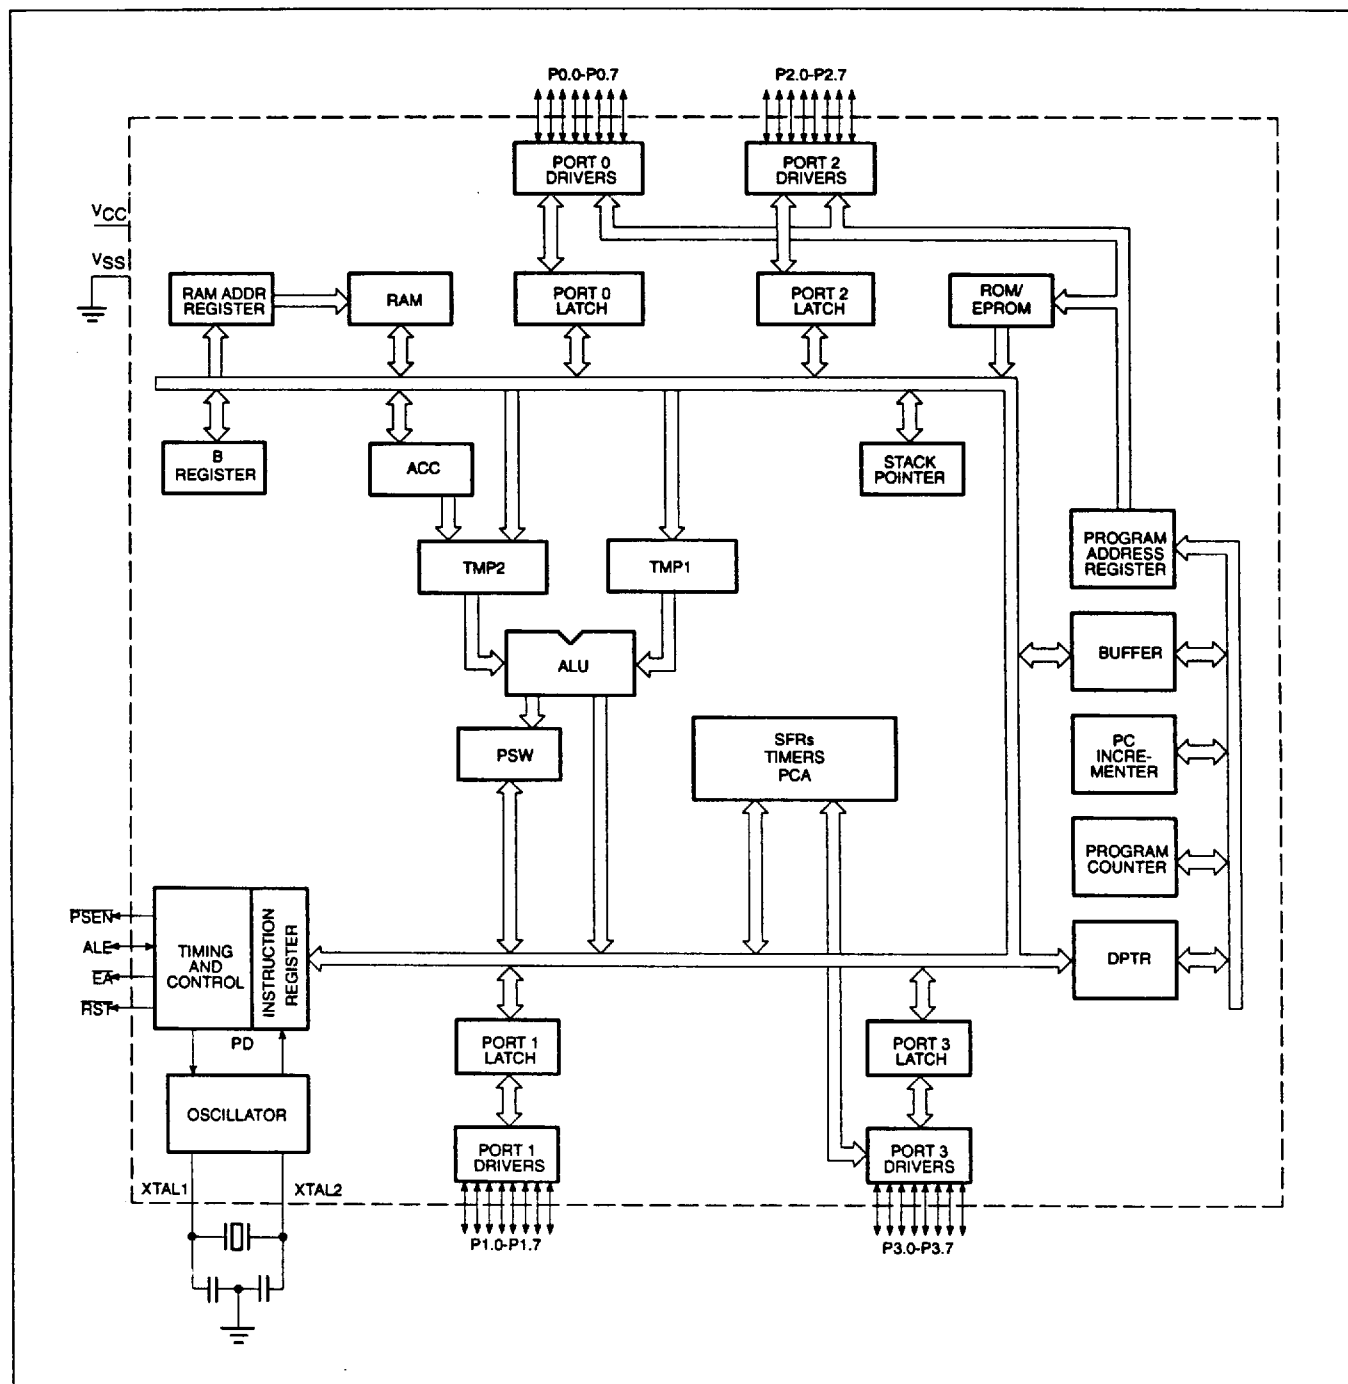 P0.0-P0.7
P2.0-P2.7
PORT 0
DRIVERS
PORT 2
DRIVERS
VCC
VSS
RAM ADDR
REGISTER
RAM
PORT 0
LATCH
PORT 2
LATCH
ROM/
EPROM
B
REGISTER
ACC
STACK
POINTER
TMP2
TMP1
PROGRAM
ADDRESS
REGISTER
ALU
BUFFER
PSW
SFRs
TIMERS
PCA
PC
INCRE-
MENTER
PROGRAM
COUNTER
PSEN
ALE
EA
RST
TIMING
AND
CONTROL
INSTRUCTION
REGISTER
DPTR
PD
PORT 1
LATCH
PORT 3
LATCH
OSCILLATOR
PORT 1
DRIVERS
PORT 3
DRIVERS
XTAL1
XTAL2
P1.0-P1.7
P3.0-P3.7